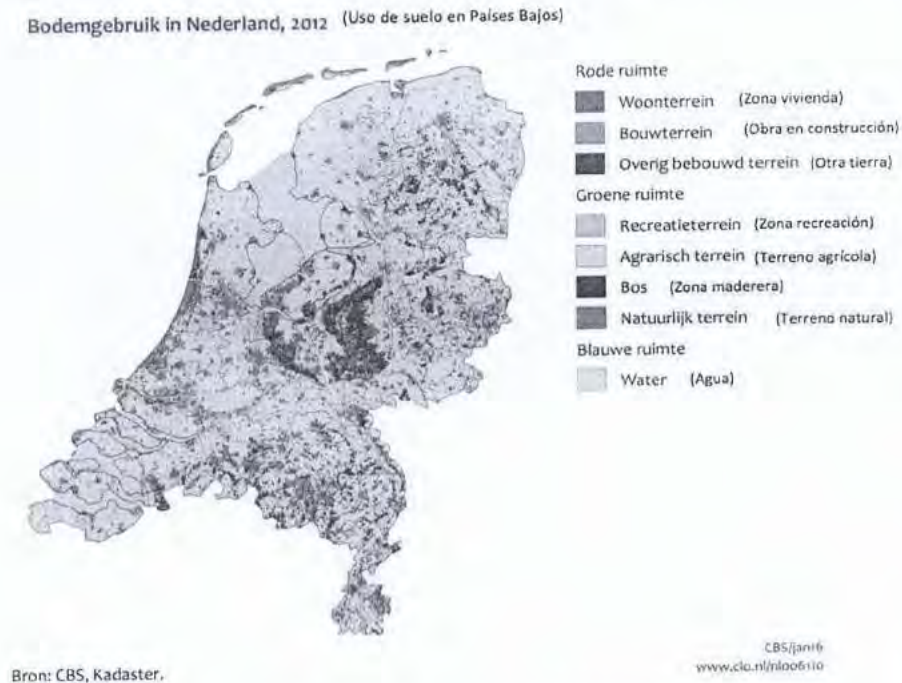 Bodemgebruik in Nederland, 2012 (Uso de suelo en Países Bajos)
Rode ruimte
Woonterrein (Zona vivienda)
Bouwterrein (Obra en construcción)
Overig bebouwd terrein (Otra tierra)
Groene ruimte
Recreatieterrein (Zona recreación)
Agrarisch terrein (Terreno agrícola)
Bos (Zona maderera)
Natuurlijk terrein (Terreno natural)
Blauwe ruimte
Water (Agua)
CBS/jan16
www.clo.nl/nl006110
Bron: CBS, Kadaster.